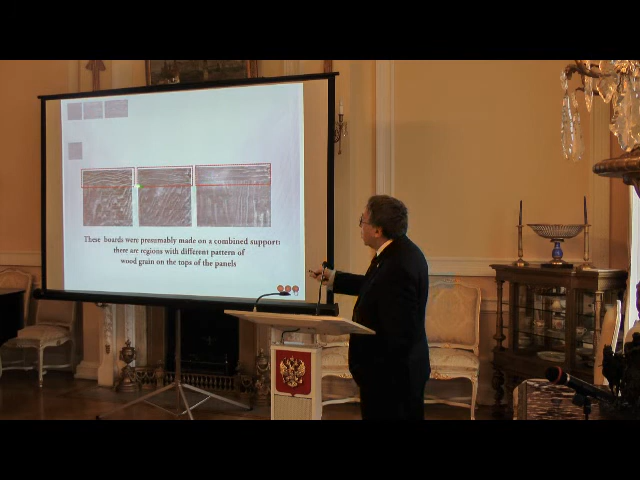 These boards were presumably made on a combined support:
there are regions with different pattern of
wood grain on the tops of the panels